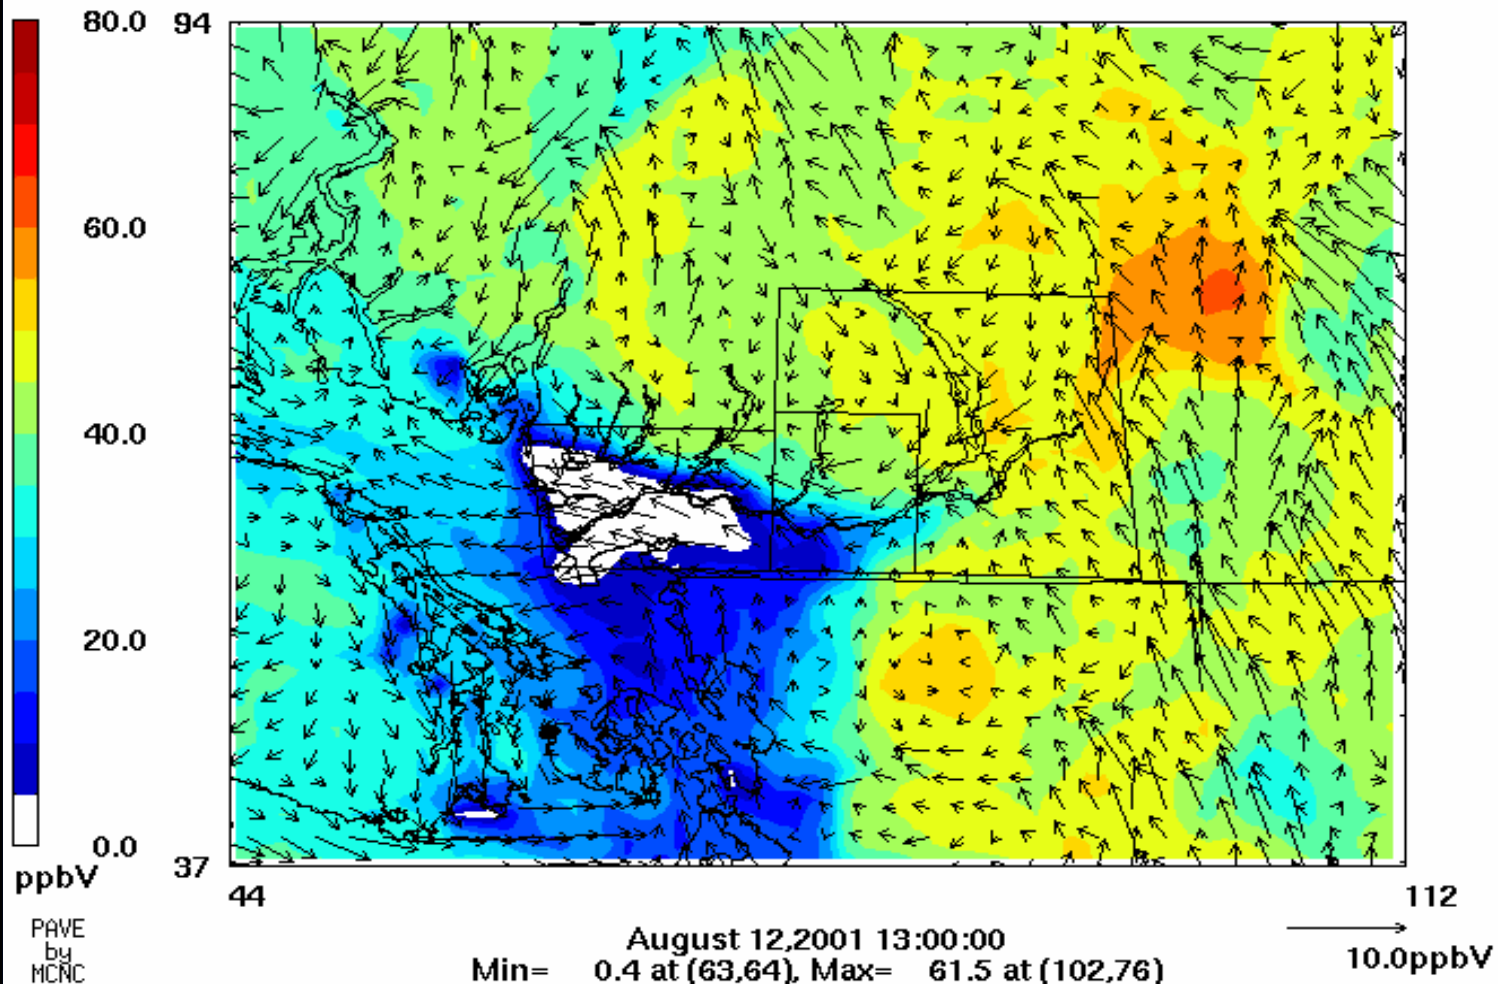 80.0
94
60.0
40.0
20.0
0.0
37
ppbV
44
112
PAVE
by
MCNC
August 12,2001 13:00:00
10.0ppbV
Min= 0.4 at (63,64), Max= 61.5 at (102,76)